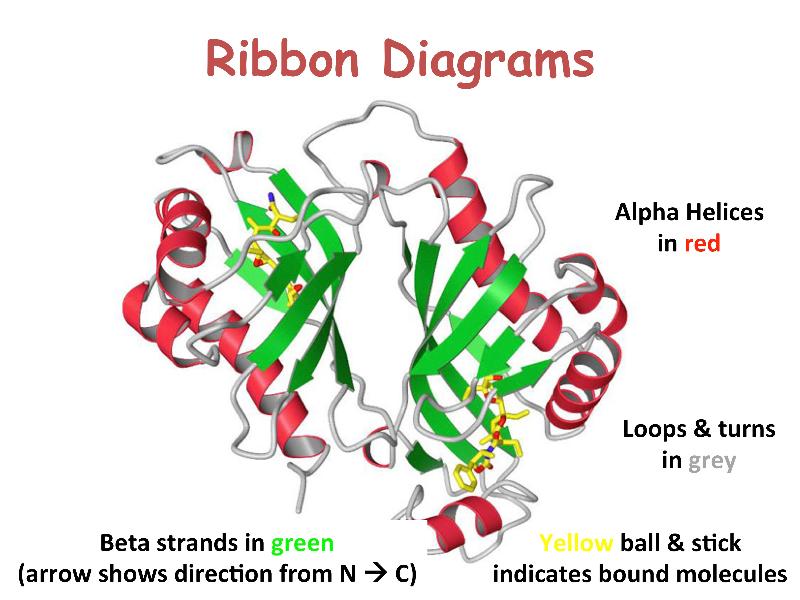 Ribbon Diagrams
Alpha Helices
in red
Loops & turns
in grey
Beta strands in green
(arrow shows direction from N → C)
Yellow ball & stick
indicates bound molecules